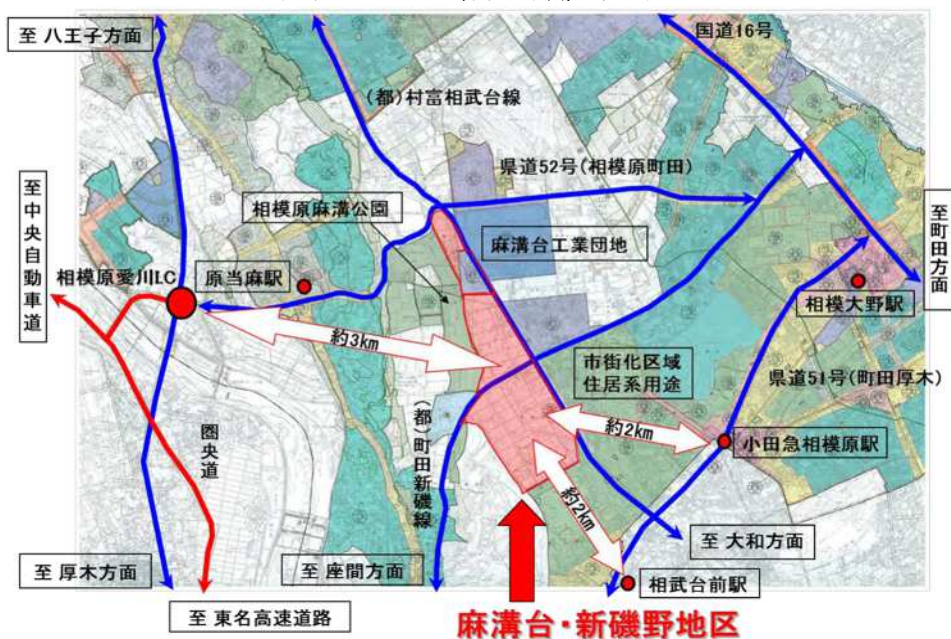 至 八王子方面
国道16号
(都)村富相武台線
県道52号(相模原町田)
至中央自動車道
相模原麻溝公園
麻溝台工業団地
至町田方面
相模原愛川I.C
原当麻駅
相模大野駅
約3km
市街化区域
住居系用途
県道51号(町田厚木)
(都)町田新磯線
約2km
小田急相模原駅
圏央道
約2km
至 大和方面
至 厚木方面
至 座間方面
相武台前駅
至 東名高速道路
麻溝台・新磯野地区